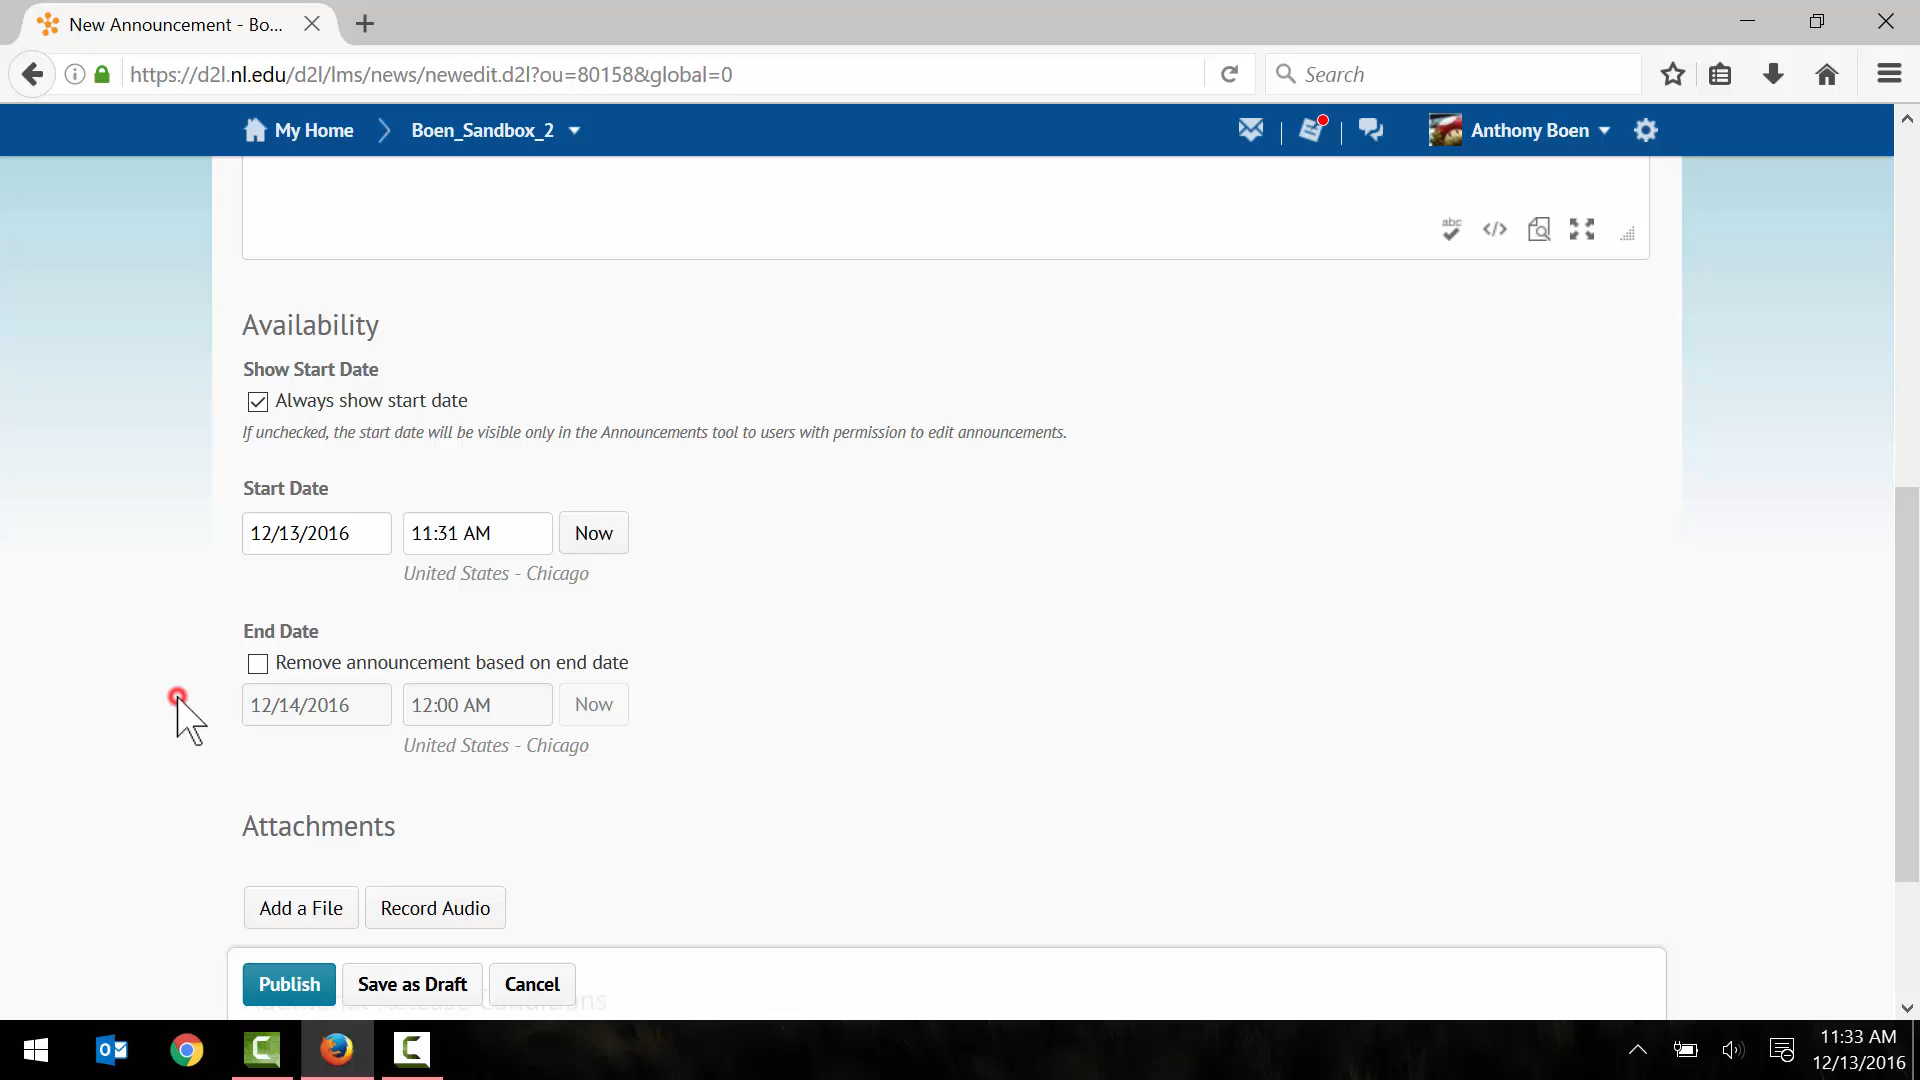 New Announcement - Bo...
https://d2l.nl.edu/d2l/lms/news/newedit.d2l?ou=80158&global=0
Search
My Home
Boen_Sandbox_2
Anthony Boen
abc
</>
Availability
Show Start Date
Always show start date
If unchecked, the start date will be visible only in the Announcements tool to users with permission to edit announcements.
Start Date
12/13/2016 11:31 AM Now
United States - Chicago
End Date
Remove announcement based on end date
12/14/2016 12:00 AM Now
United States - Chicago
Attachments
Add a File Record Audio
Publish Save as Draft Cancel
11:33 AM
12/13/2016